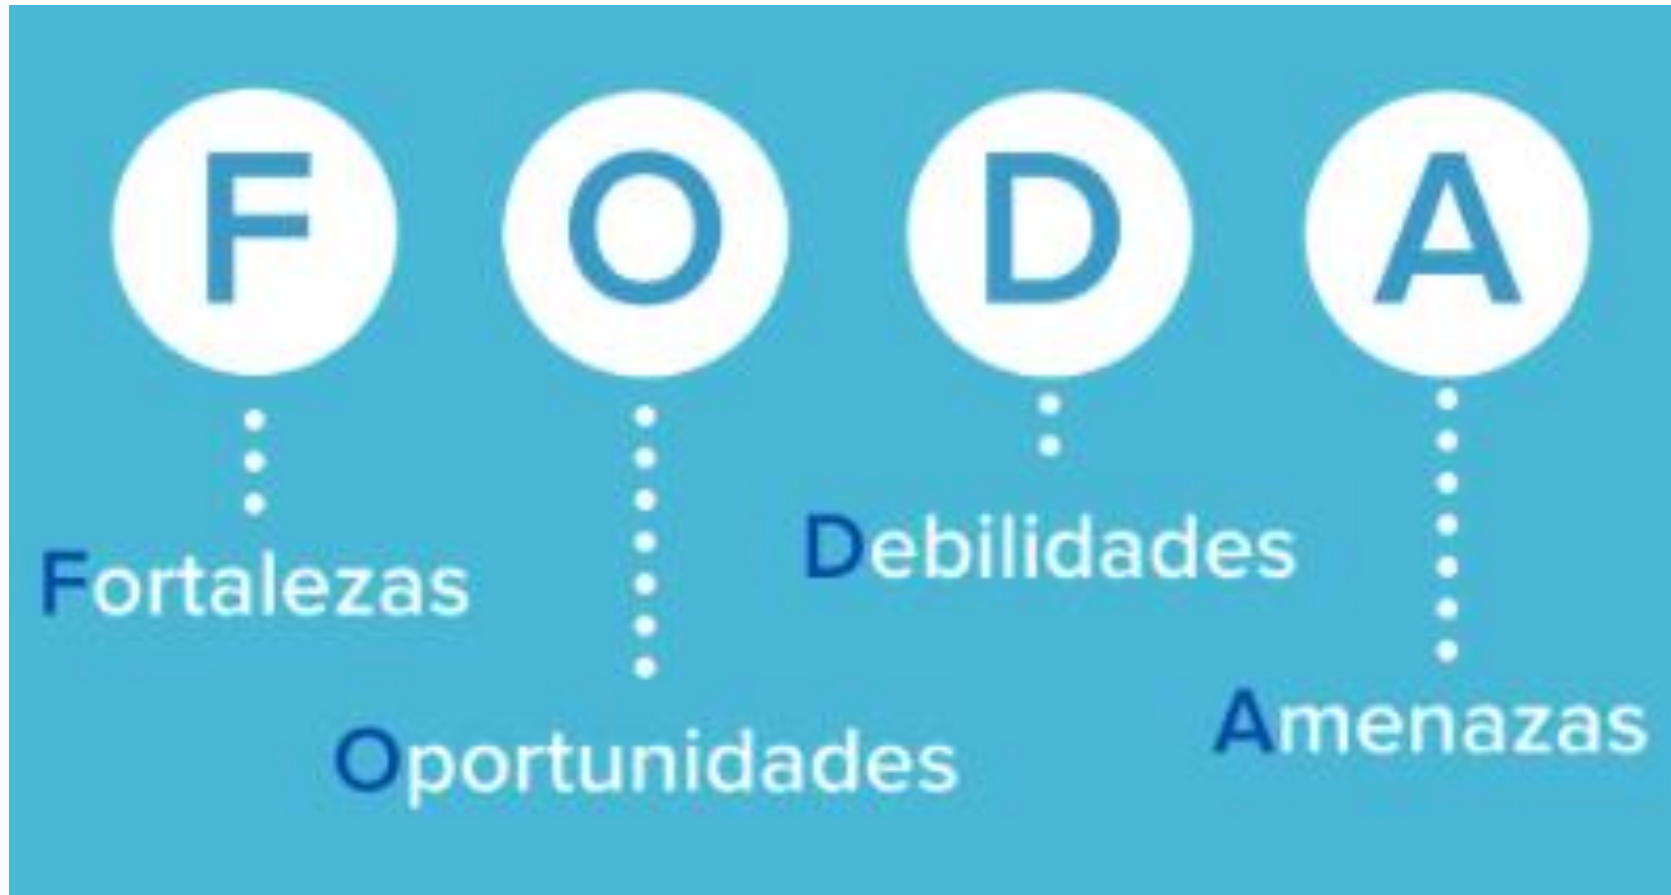 F O D A
Fortalezas
Oportunidades
Debilidades
Amenazas